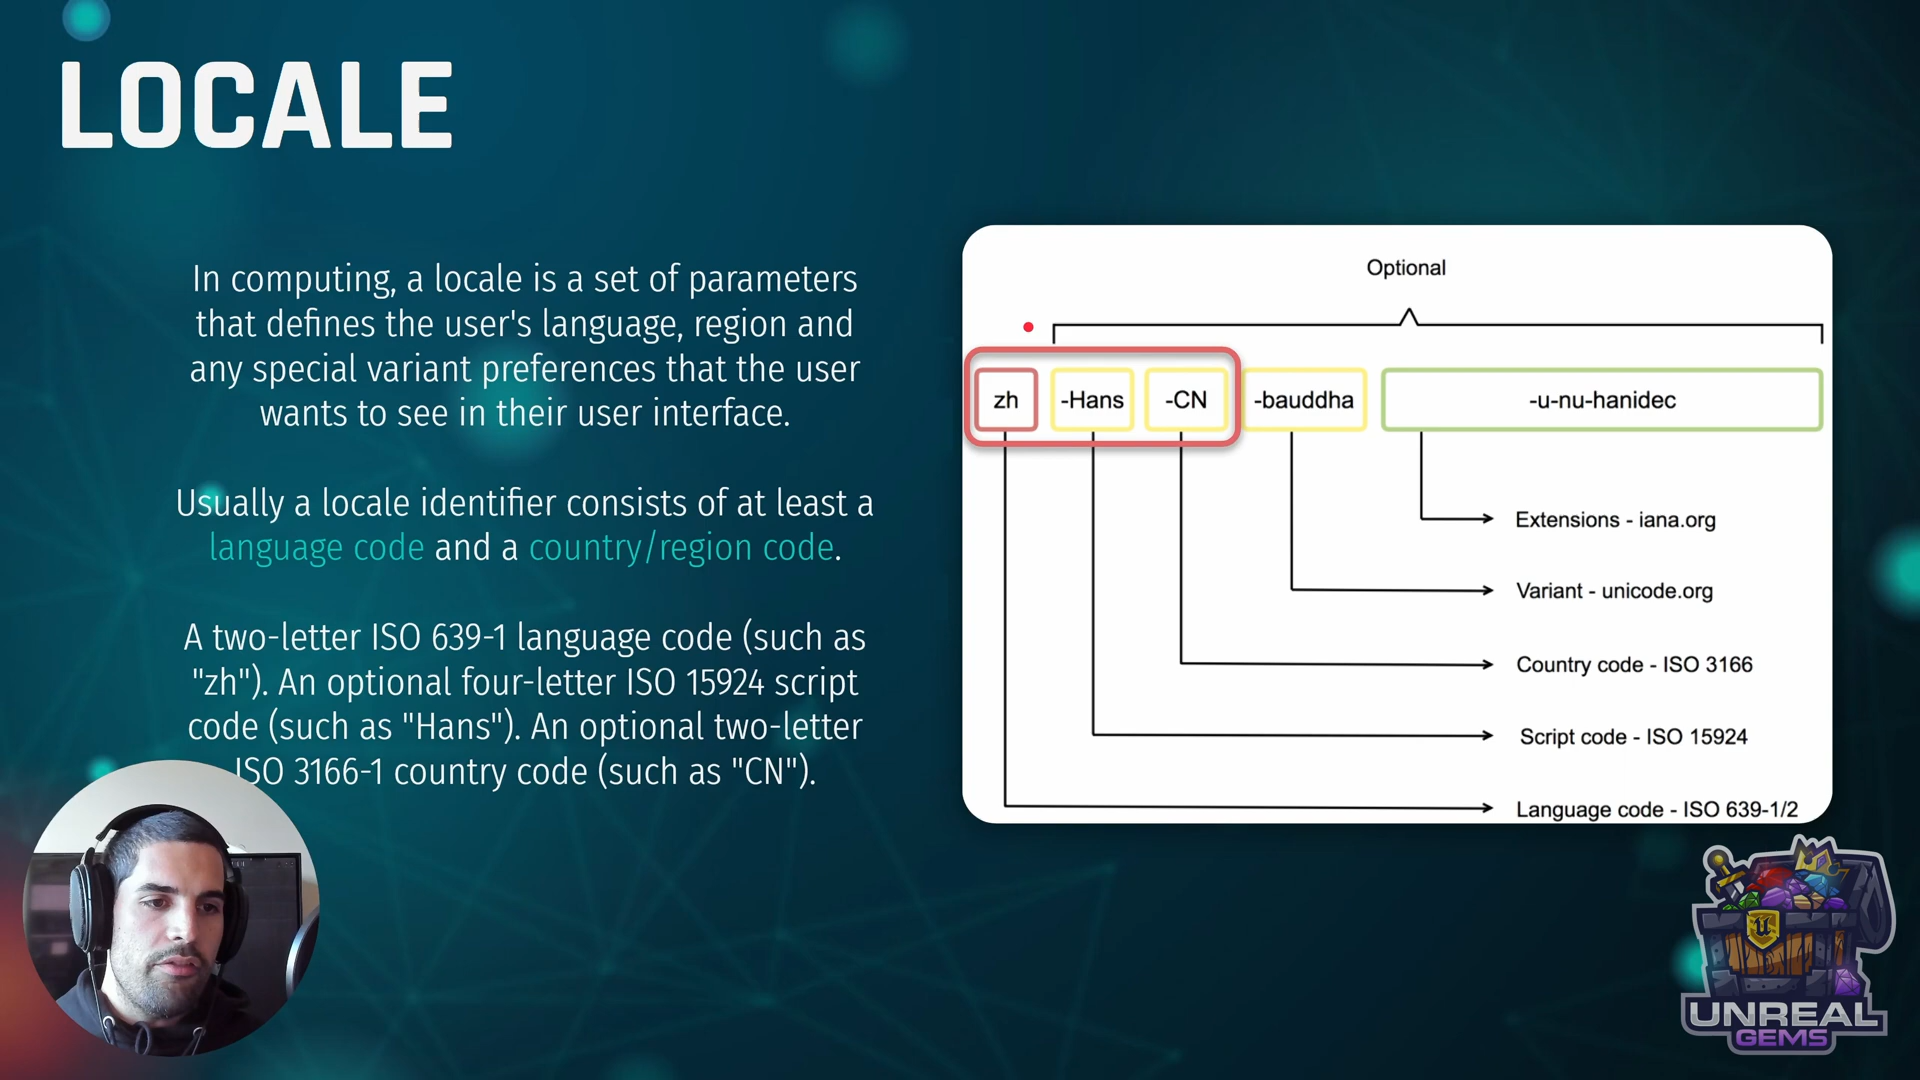 LOCALE
In computing, a locale is a set of parameters
that defines the user's language, region and
any special variant preferences that the user
wants to see in their user interface.
Usually a locale identifier consists of at least a
language code and a country/region code.
A two-letter ISO 639-1 language code (such as
"zh"). An optional four-letter ISO 15924 script
code (such as "Hans"). An optional two-letter
ISO 3166-1 country code (such as "CN").
Optional
zh -Hans -CN -bauddha -u-nu-hanidec
Extensions - iana.org
Variant - unicode.org
Country code - ISO 3166
Script code - ISO 15924
Language code - ISO 639-1/2
u
UNREAL
GEMS